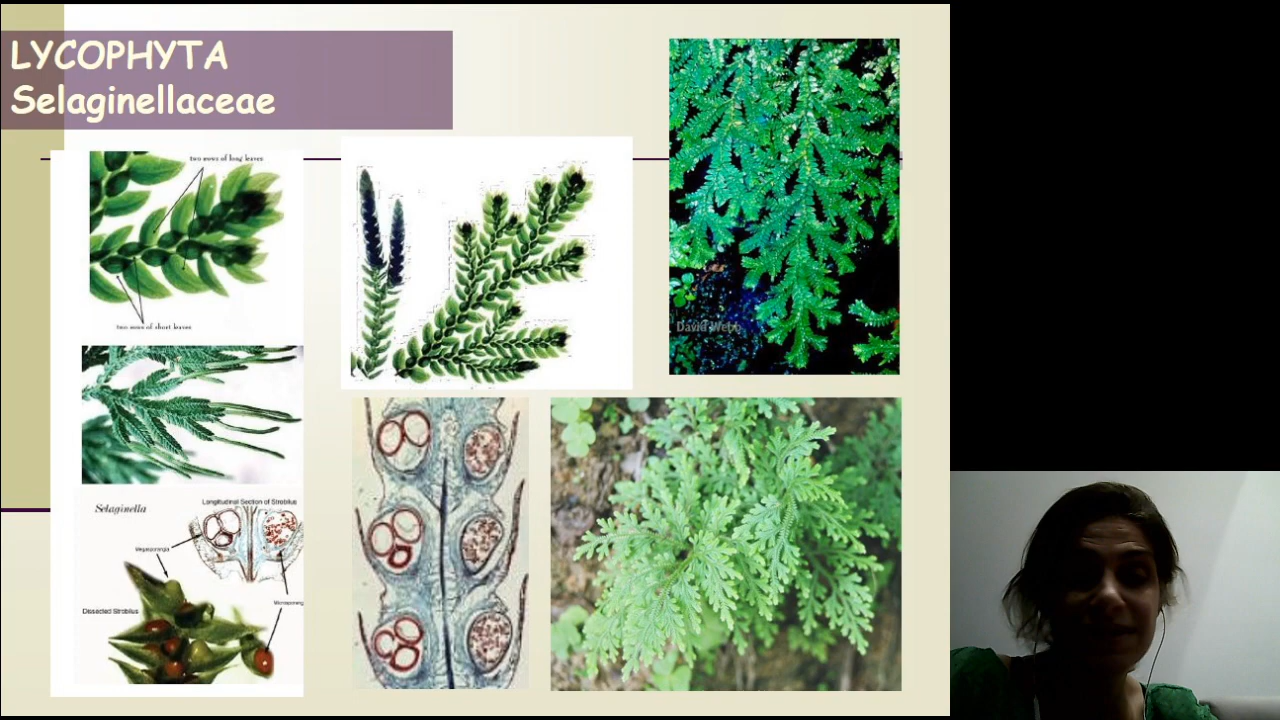 LYCOPHYTA
Selaginellaceae
two rows of long leaves
two rows of short leaves
David Webb
Selaginella
Longitudinal Section of Strobilus
Megasporangia
Dissected Strobilus